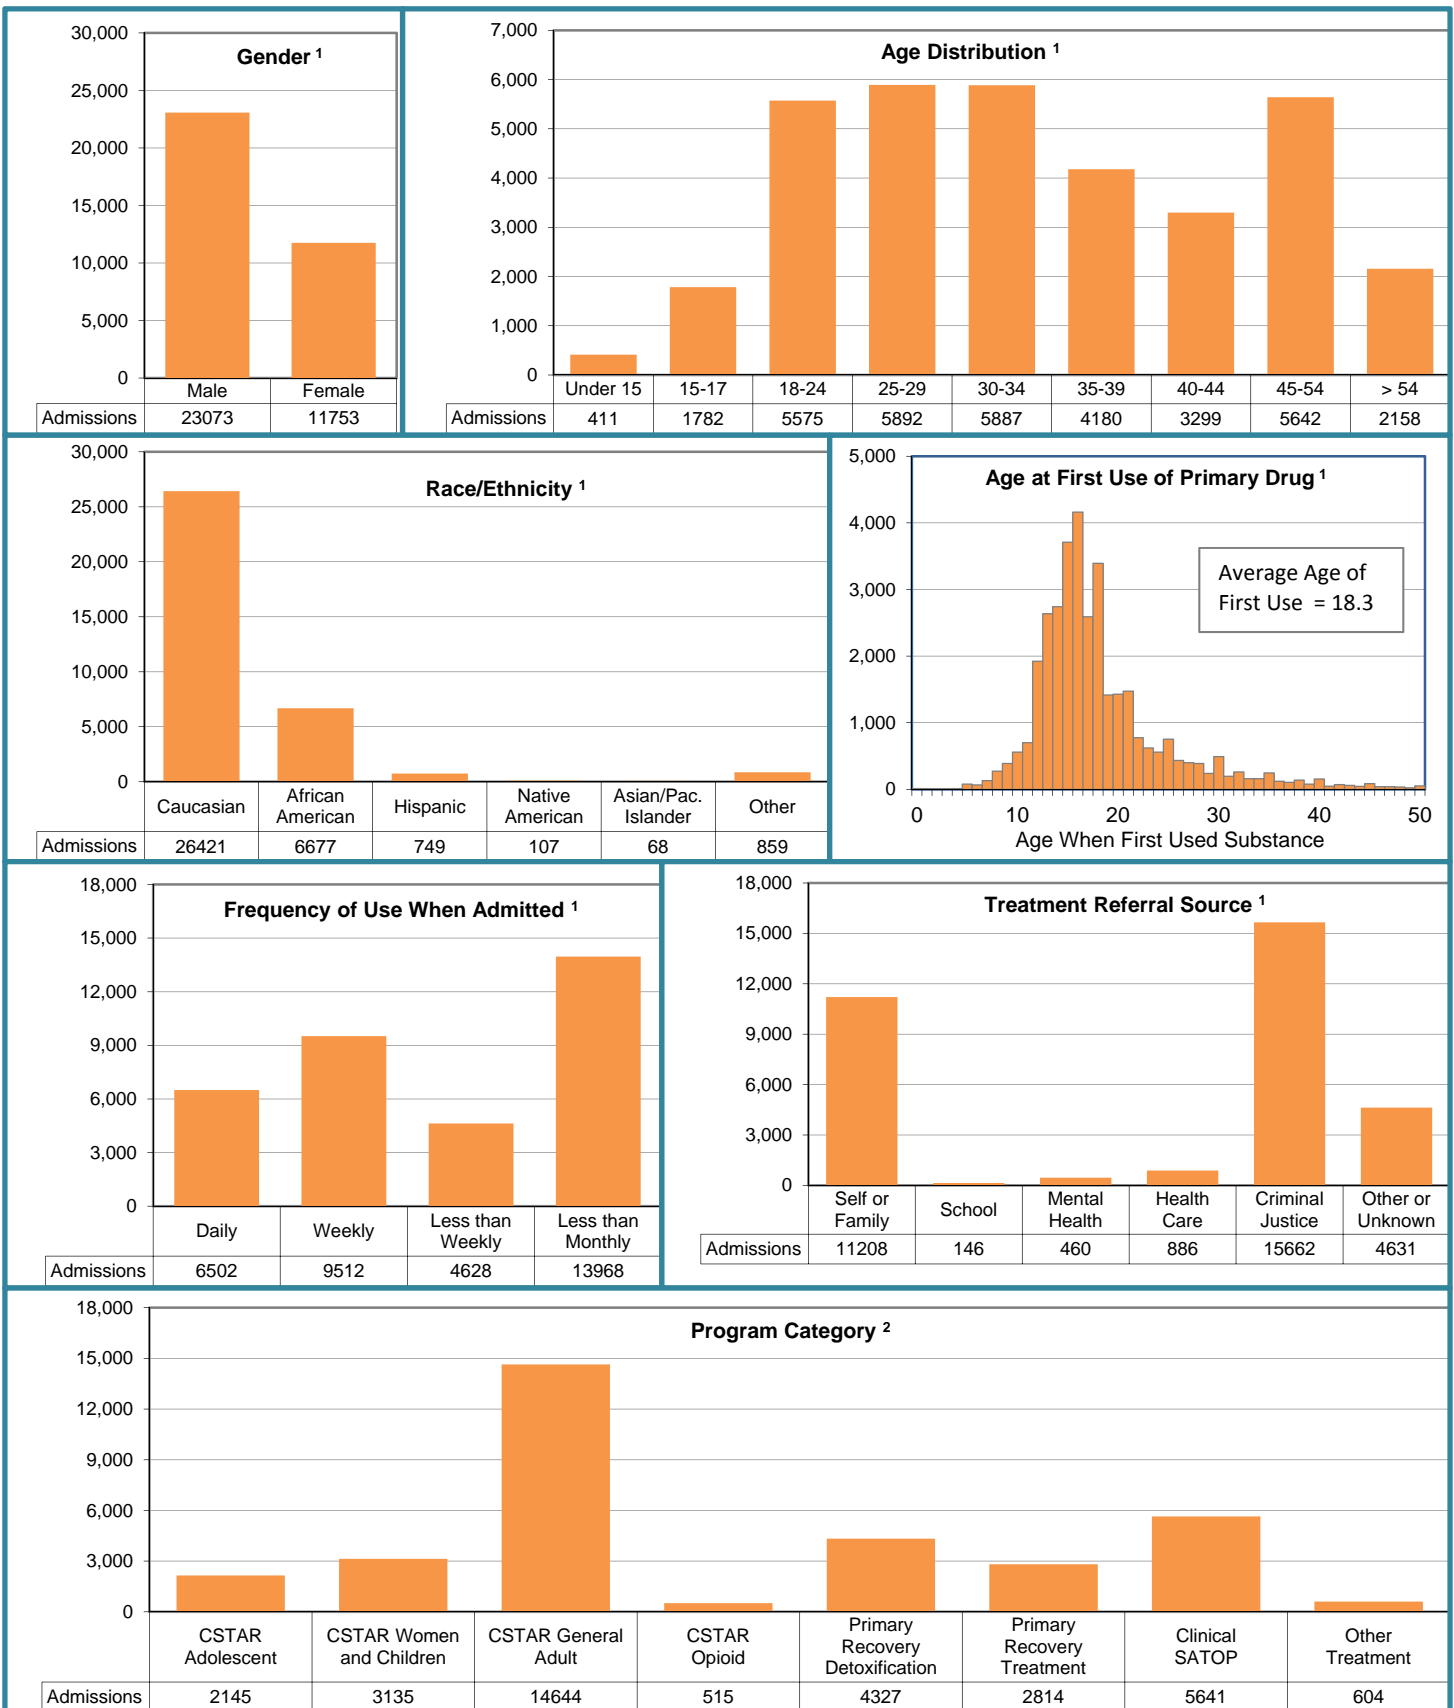 Gender 1
30,000
25,000
20,000
15,000
10,000
5,000
0
Male Female
Admissions 23073 11753
Age Distribution 1
7,000
6,000
5,000
4,000
3,000
2,000
1,000
0
Under 15 15-17 18-24 25-29 30-34 35-39 40-44 45-54 > 54
Admissions 411 1782 5575 5892 5887 4180 3299 5642 2158
Race/Ethnicity 1
30,000
25,000
20,000
15,000
10,000
5,000
0
Caucasian African American Hispanic Native American Asian/Pac. Islander Other
Admissions 26421 6677 749 107 68 859
Age at First Use of Primary Drug 1
5,000
4,000
3,000
2,000
1,000
0
Average Age of
First Use = 18.3
0 10 20 30 40 50
Age When First Used Substance
Frequency of Use When Admitted 1
18,000
15,000
12,000
9,000
6,000
3,000
0
Daily Weekly Less than Weekly Less than Monthly
Admissions 6502 9512 4628 13968
Treatment Referral Source 1
18,000
15,000
12,000
9,000
6,000
3,000
0
Self or Family School Mental Health Health Care Criminal Justice Other or Unknown
Admissions 11208 146 460 886 15662 4631
Program Category 2
18,000
15,000
12,000
9,000
6,000
3,000
0
CSTAR Adolescent CSTAR Women and Children CSTAR General Adult CSTAR Opioid Primary Recovery Detoxification Primary Recovery Treatment Clinical SATOP Other Treatment
Admissions 2145 3135 14644 515 4327 2814 5641 604